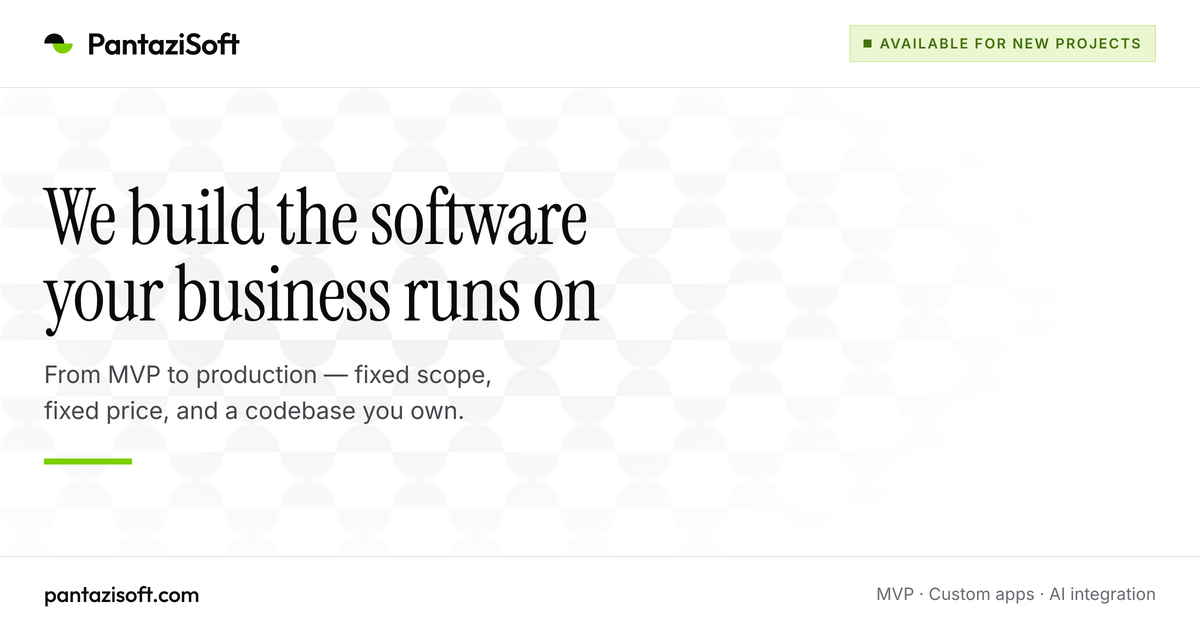 PantaziSoft
AVAILABLE FOR NEW PROJECTS
We build the software
your business runs on
From MVP to production — fixed scope,
fixed price, and a codebase you own.
pantazisoft.com
MVP · Custom apps · AI integration